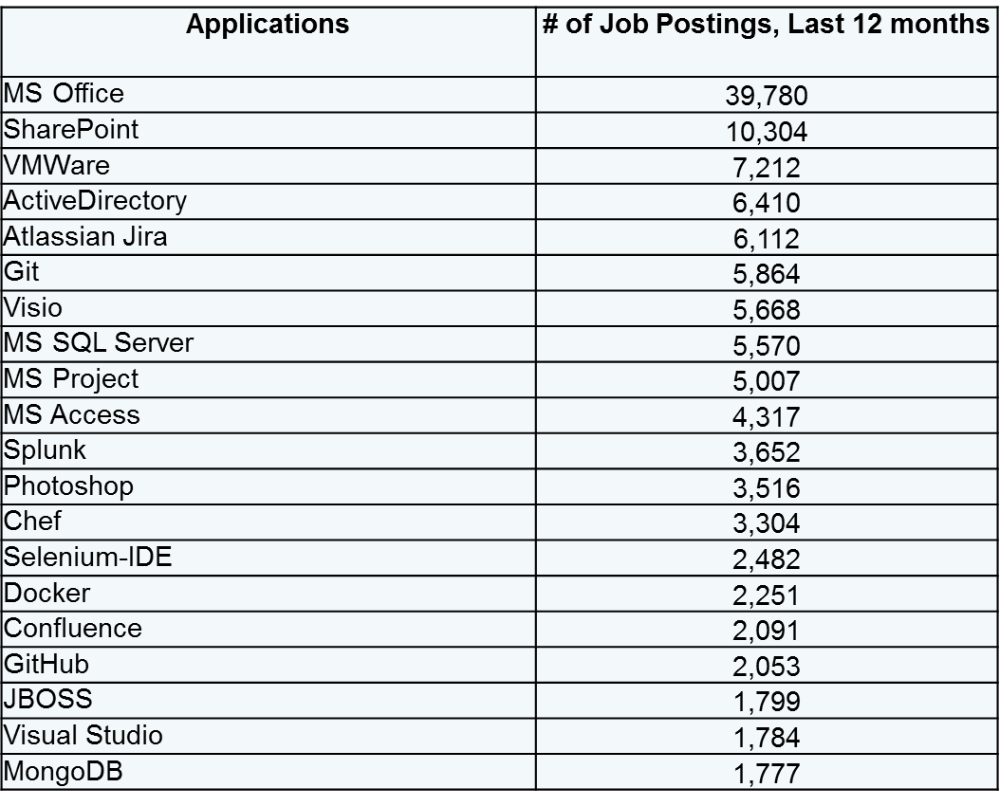 Applications # of Job Postings, Last 12 months
MS Office 39,780
SharePoint 10,304
VMWare 7,212
ActiveDirectory 6,410
Atlassian Jira 6,112
Git 5,864
Visio 5,668
MS SQL Server 5,570
MS Project 5,007
MS Access 4,317
Splunk 3,652
Photoshop 3,516
Chef 3,304
Selenium-IDE 2,482
Docker 2,251
Confluence 2,091
GitHub 2,053
JBOSS 1,799
Visual Studio 1,784
MongoDB 1,777